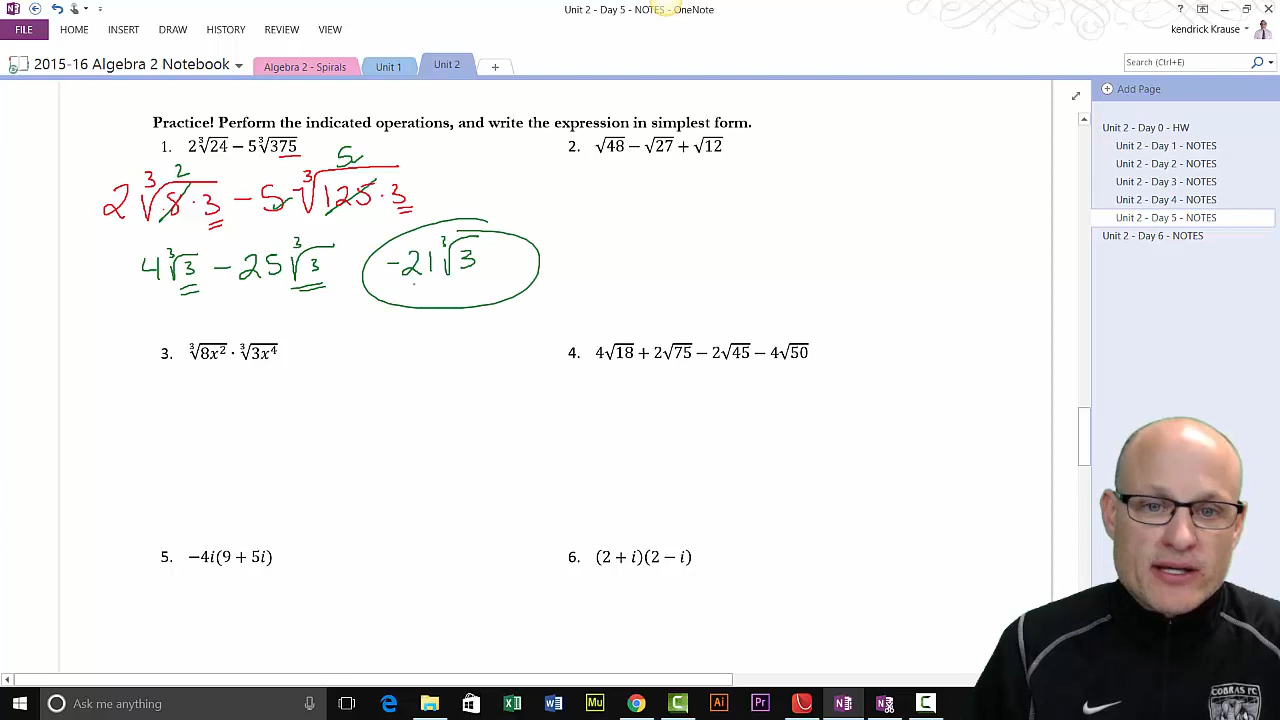 Unit 2 - Day 5 - NOTES - OneNote
FILE HOME INSERT DRAW HISTORY REVIEW VIEW
kendrick Krause
2015-16 Algebra 2 Notebook
Algebra 2 - Spirals
Unit 1
Unit 2
Search (Ctrl+E)
Add Page
Unit 2 - Day 0 - HW
Unit 2 - Day 1 - NOTES
Unit 2 - Day 2 - NOTES
Unit 2 - Day 3 - NOTES
Unit 2 - Day 4 - NOTES
Unit 2 - Day 5 - NOTES
Unit 2 - Day 6 - NOTES
Practice! Perform the indicated operations, and write the expression in simplest form.
1. 2∛24 − 5∛375
2 5
2∛8·3 − 5·∛125·3
4∛3 − 25∛3 -21∛3
2. √48 − √27 + √12
3. ∛8x² · ∛3x⁴
4. 4√18 + 2√75 − 2√45 − 4√50
5. −4i(9 + 5i)
6. (2 + i)(2 − i)
COBRAS FC
Ask me anything